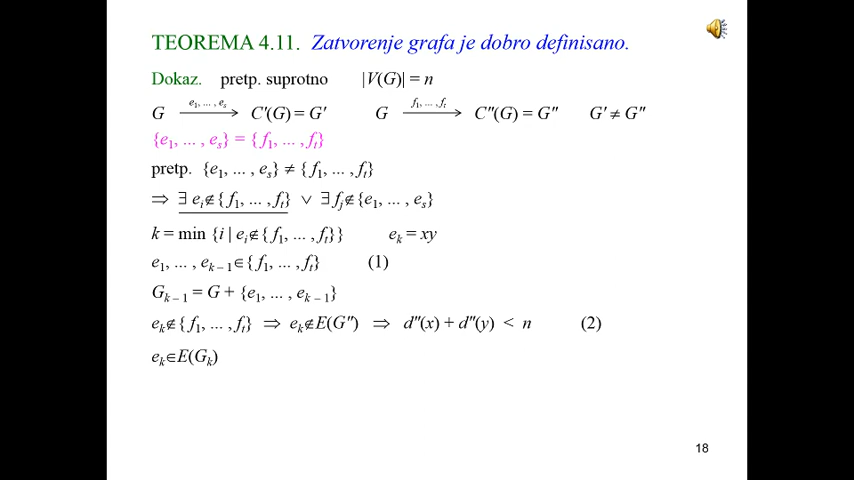 TEOREMA 4.11. Zatvorenje grafa je dobro definisano.
Dokaz. pretp. suprotno |V(G)| = n
G e₁, ... , eₛ → C′(G) = G′ G f₁, ... , fₜ → C″(G) = G″ G′ ≠ G″
{e₁, ... , eₛ} = { f₁, ... , fₜ}
pretp. {e₁, ... , eₛ} ≠ { f₁, ... , fₜ}
⇒ ∃ eᵢ∉{ f₁, ... , fₜ} ∨ ∃ fⱼ∉{e₁, ... , eₛ}
k = min {i | eᵢ∉{ f₁, ... , fₜ}} eₖ = xy
e₁, ... , eₖ₋₁∈{ f₁, ... , fₜ} (1)
Gₖ₋₁ = G + {e₁, ... , eₖ₋₁}
eₖ∉{ f₁, ... , fₜ} ⇒ eₖ∉E(G″) ⇒ d″(x) + d″(y) < n (2)
eₖ∈E(Gₖ)
18